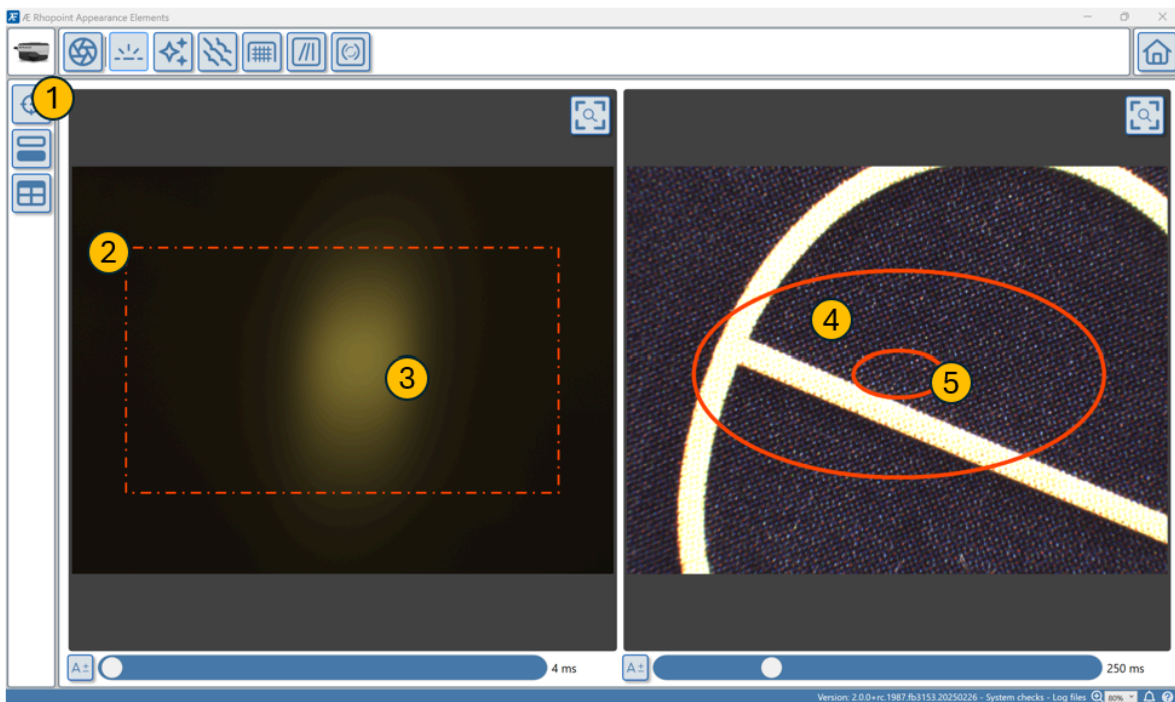 Æ Rhopoint Appearance Elements
1
2
3
4
5
A±
4 ms
A±
250 ms
Version: 2.0.0+rc.1987.fb3153.20250226 - System checks - Log files
80%